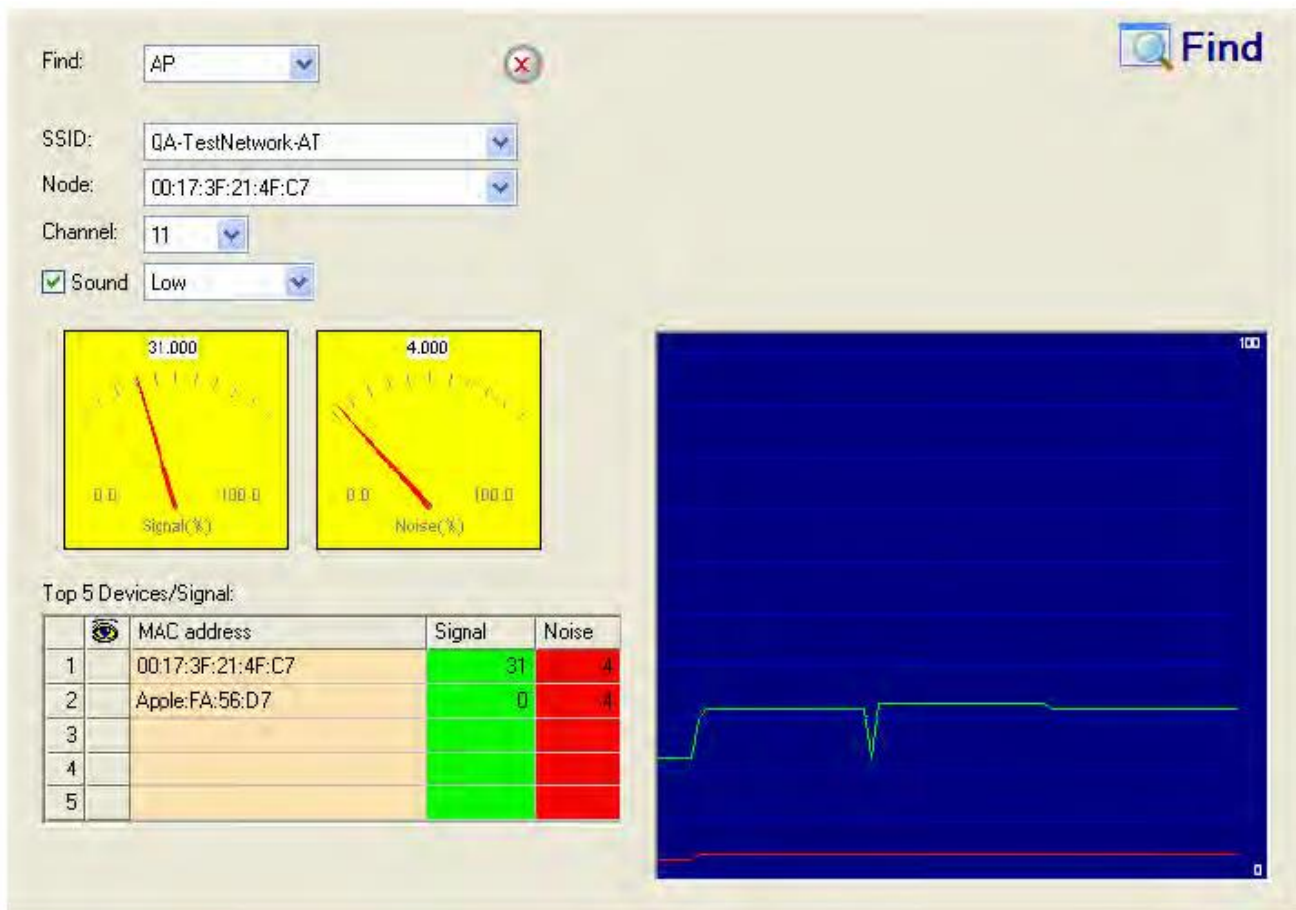 Find
Find: AP
SSID: QA-TestNetwork-AT
Node: 00:17:3F:21:4F:C7
Channel: 11
Sound Low
31.000 4.000
0.0 100.0 0.0 100.0
Signal(%) Noise(%)
100
0
Top 5 Devices/Signal:
MAC address Signal Noise
1 00:17:3F:21:4F:C7 31 4
2 Apple:FA:56:D7 0 4
3
4
5